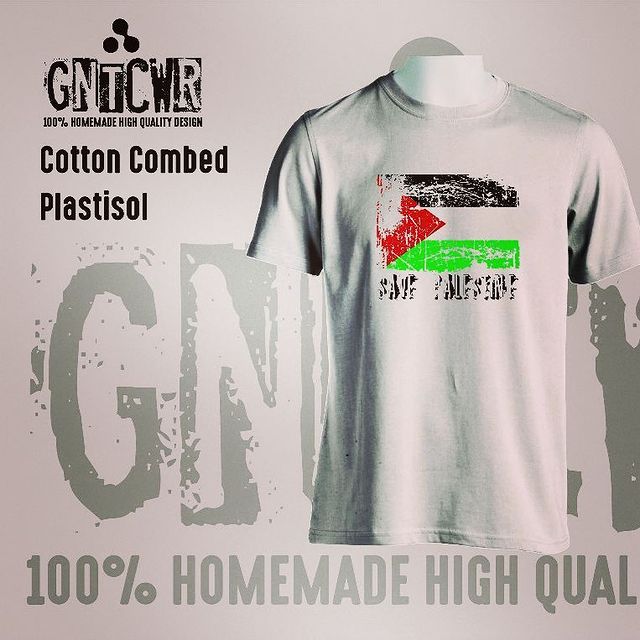 GNTCWR
100% HOMEMADE HIGH QUALITY DESIGN
Cotton Combed
Plastisol
SAVE PALESTINE
100% HOMEMADE HIGH QUAL